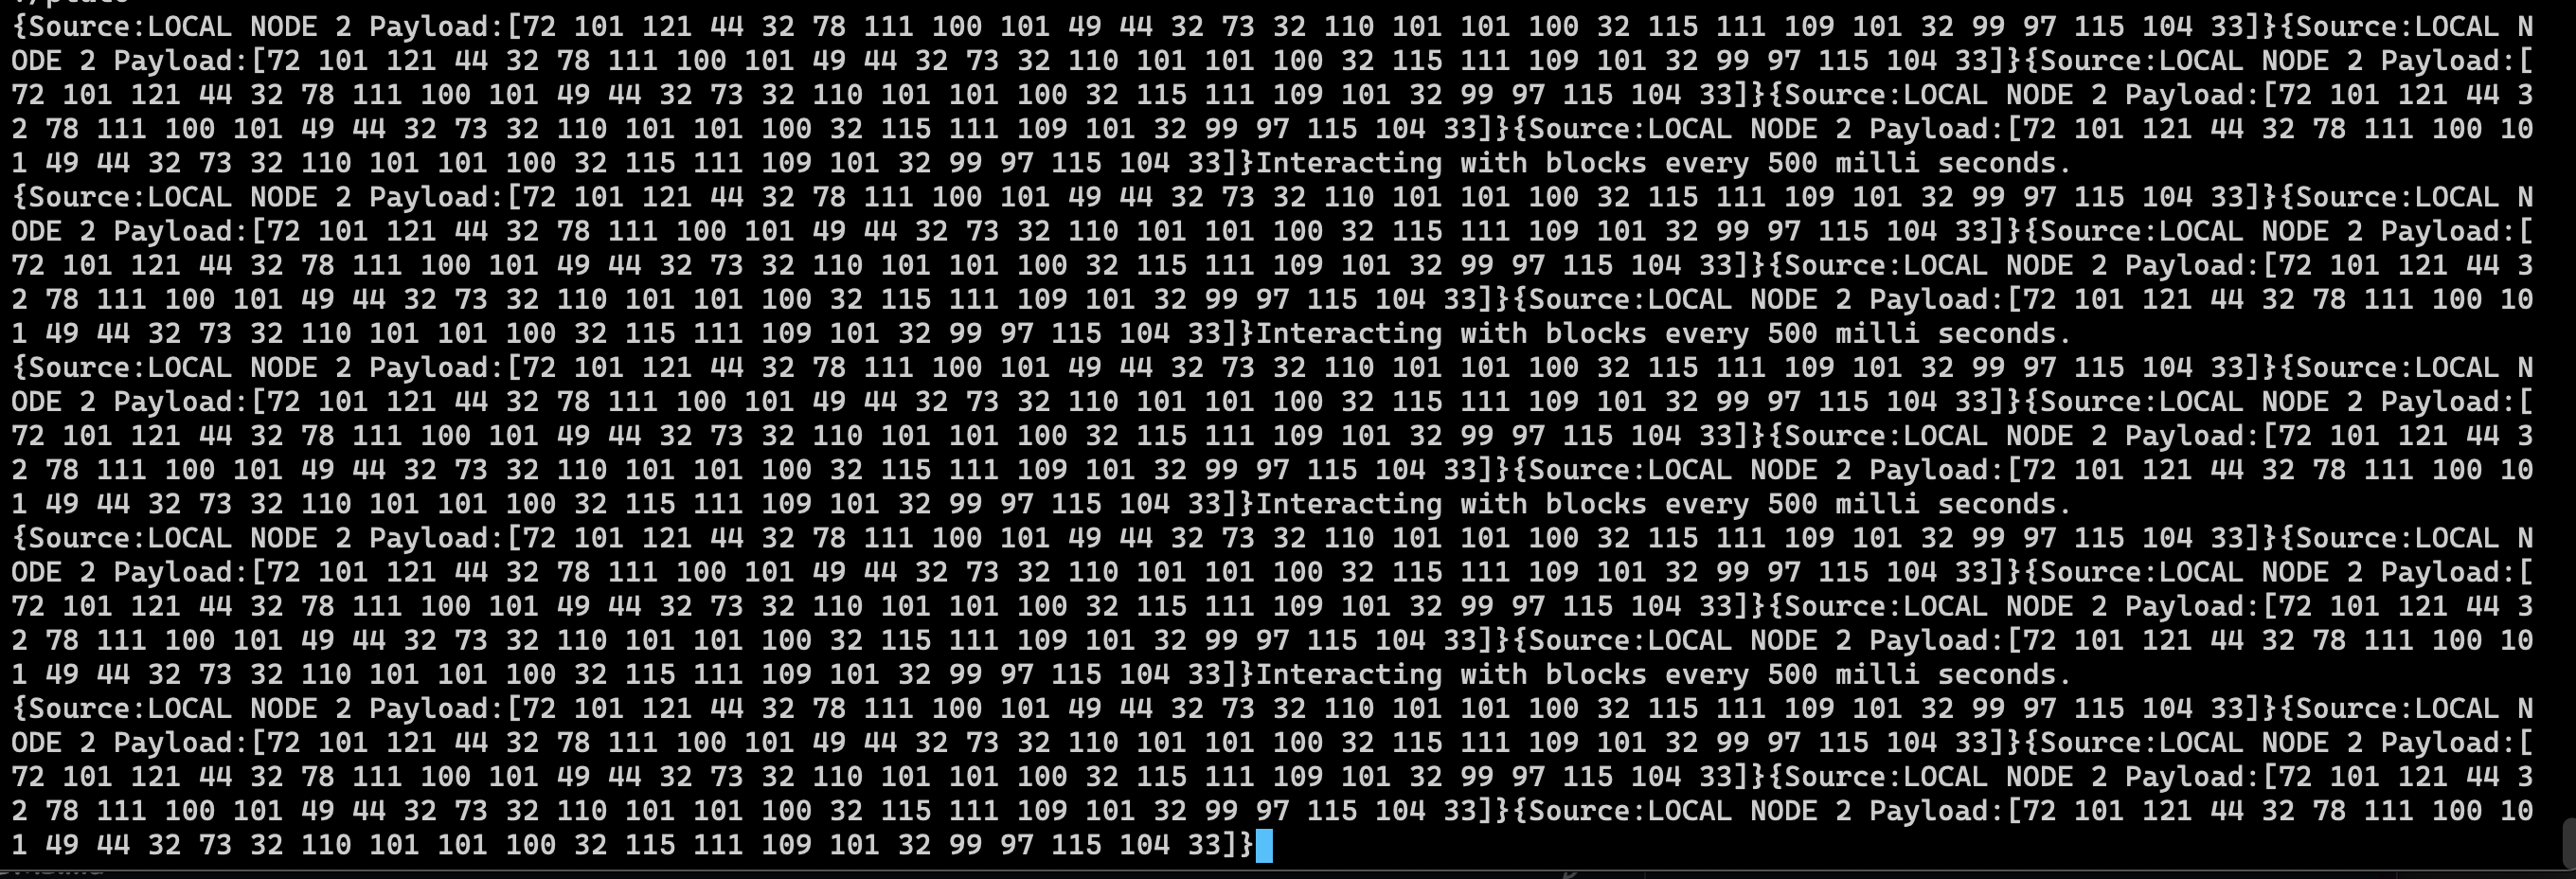 {Source:LOCAL NODE 2 Payload:[72 101 121 44 32 78 111 100 101 49 44 32 73 32 110 101 101 100 32 115 111 109 101 32 99 97 115 104 33]}{Source:LOCAL N
ODE 2 Payload:[72 101 121 44 32 78 111 100 101 49 44 32 73 32 110 101 101 100 32 115 111 109 101 32 99 97 115 104 33]}{Source:LOCAL NODE 2 Payload:[
72 101 121 44 32 78 111 100 101 49 44 32 73 32 110 101 101 100 32 115 111 109 101 32 99 97 115 104 33]}{Source:LOCAL NODE 2 Payload:[72 101 121 44 3
2 78 111 100 101 49 44 32 73 32 110 101 101 100 32 115 111 109 101 32 99 97 115 104 33]}{Source:LOCAL NODE 2 Payload:[72 101 121 44 32 78 111 100 10
1 49 44 32 73 32 110 101 101 100 32 115 111 109 101 32 99 97 115 104 33]}Interacting with blocks every 500 milli seconds.
{Source:LOCAL NODE 2 Payload:[72 101 121 44 32 78 111 100 101 49 44 32 73 32 110 101 101 100 32 115 111 109 101 32 99 97 115 104 33]}{Source:LOCAL N
ODE 2 Payload:[72 101 121 44 32 78 111 100 101 49 44 32 73 32 110 101 101 100 32 115 111 109 101 32 99 97 115 104 33]}{Source:LOCAL NODE 2 Payload:[
72 101 121 44 32 78 111 100 101 49 44 32 73 32 110 101 101 100 32 115 111 109 101 32 99 97 115 104 33]}{Source:LOCAL NODE 2 Payload:[72 101 121 44 3
2 78 111 100 101 49 44 32 73 32 110 101 101 100 32 115 111 109 101 32 99 97 115 104 33]}{Source:LOCAL NODE 2 Payload:[72 101 121 44 32 78 111 100 10
1 49 44 32 73 32 110 101 101 100 32 115 111 109 101 32 99 97 115 104 33]}Interacting with blocks every 500 milli seconds.
{Source:LOCAL NODE 2 Payload:[72 101 121 44 32 78 111 100 101 49 44 32 73 32 110 101 101 100 32 115 111 109 101 32 99 97 115 104 33]}{Source:LOCAL N
ODE 2 Payload:[72 101 121 44 32 78 111 100 101 49 44 32 73 32 110 101 101 100 32 115 111 109 101 32 99 97 115 104 33]}{Source:LOCAL NODE 2 Payload:[
72 101 121 44 32 78 111 100 101 49 44 32 73 32 110 101 101 100 32 115 111 109 101 32 99 97 115 104 33]}{Source:LOCAL NODE 2 Payload:[72 101 121 44 3
2 78 111 100 101 49 44 32 73 32 110 101 101 100 32 115 111 109 101 32 99 97 115 104 33]}{Source:LOCAL NODE 2 Payload:[72 101 121 44 32 78 111 100 10
1 49 44 32 73 32 110 101 101 100 32 115 111 109 101 32 99 97 115 104 33]}Interacting with blocks every 500 milli seconds.
{Source:LOCAL NODE 2 Payload:[72 101 121 44 32 78 111 100 101 49 44 32 73 32 110 101 101 100 32 115 111 109 101 32 99 97 115 104 33]}{Source:LOCAL N
ODE 2 Payload:[72 101 121 44 32 78 111 100 101 49 44 32 73 32 110 101 101 100 32 115 111 109 101 32 99 97 115 104 33]}{Source:LOCAL NODE 2 Payload:[
72 101 121 44 32 78 111 100 101 49 44 32 73 32 110 101 101 100 32 115 111 109 101 32 99 97 115 104 33]}{Source:LOCAL NODE 2 Payload:[72 101 121 44 3
2 78 111 100 101 49 44 32 73 32 110 101 101 100 32 115 111 109 101 32 99 97 115 104 33]}{Source:LOCAL NODE 2 Payload:[72 101 121 44 32 78 111 100 10
1 49 44 32 73 32 110 101 101 100 32 115 111 109 101 32 99 97 115 104 33]}Interacting with blocks every 500 milli seconds.
{Source:LOCAL NODE 2 Payload:[72 101 121 44 32 78 111 100 101 49 44 32 73 32 110 101 101 100 32 115 111 109 101 32 99 97 115 104 33]}{Source:LOCAL N
ODE 2 Payload:[72 101 121 44 32 78 111 100 101 49 44 32 73 32 110 101 101 100 32 115 111 109 101 32 99 97 115 104 33]}{Source:LOCAL NODE 2 Payload:[
72 101 121 44 32 78 111 100 101 49 44 32 73 32 110 101 101 100 32 115 111 109 101 32 99 97 115 104 33]}{Source:LOCAL NODE 2 Payload:[72 101 121 44 3
2 78 111 100 101 49 44 32 73 32 110 101 101 100 32 115 111 109 101 32 99 97 115 104 33]}{Source:LOCAL NODE 2 Payload:[72 101 121 44 32 78 111 100 10
1 49 44 32 73 32 110 101 101 100 32 115 111 109 101 32 99 97 115 104 33]}